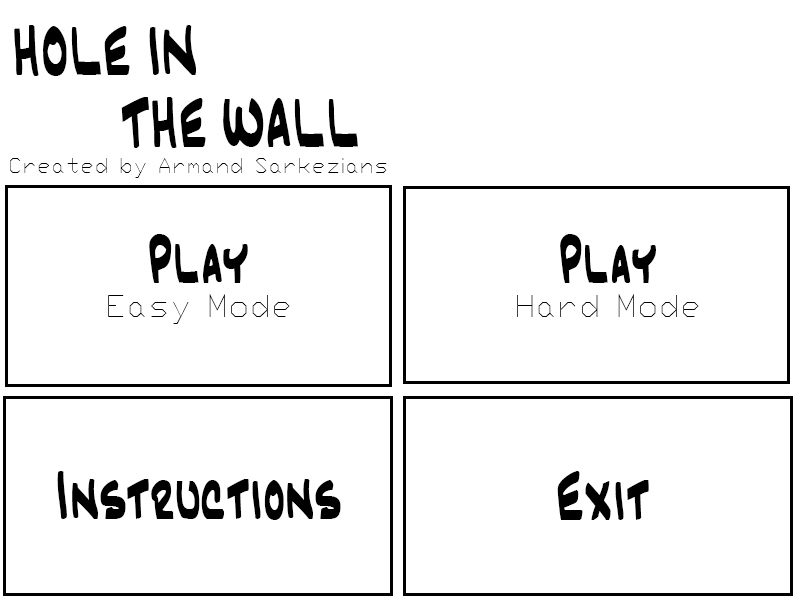 HOLE IN
THE WALL
Created by Armand Sarkezians
PLAY
Easy Mode
PLAY
Hard Mode
INSTRUCTIONS
EXIT